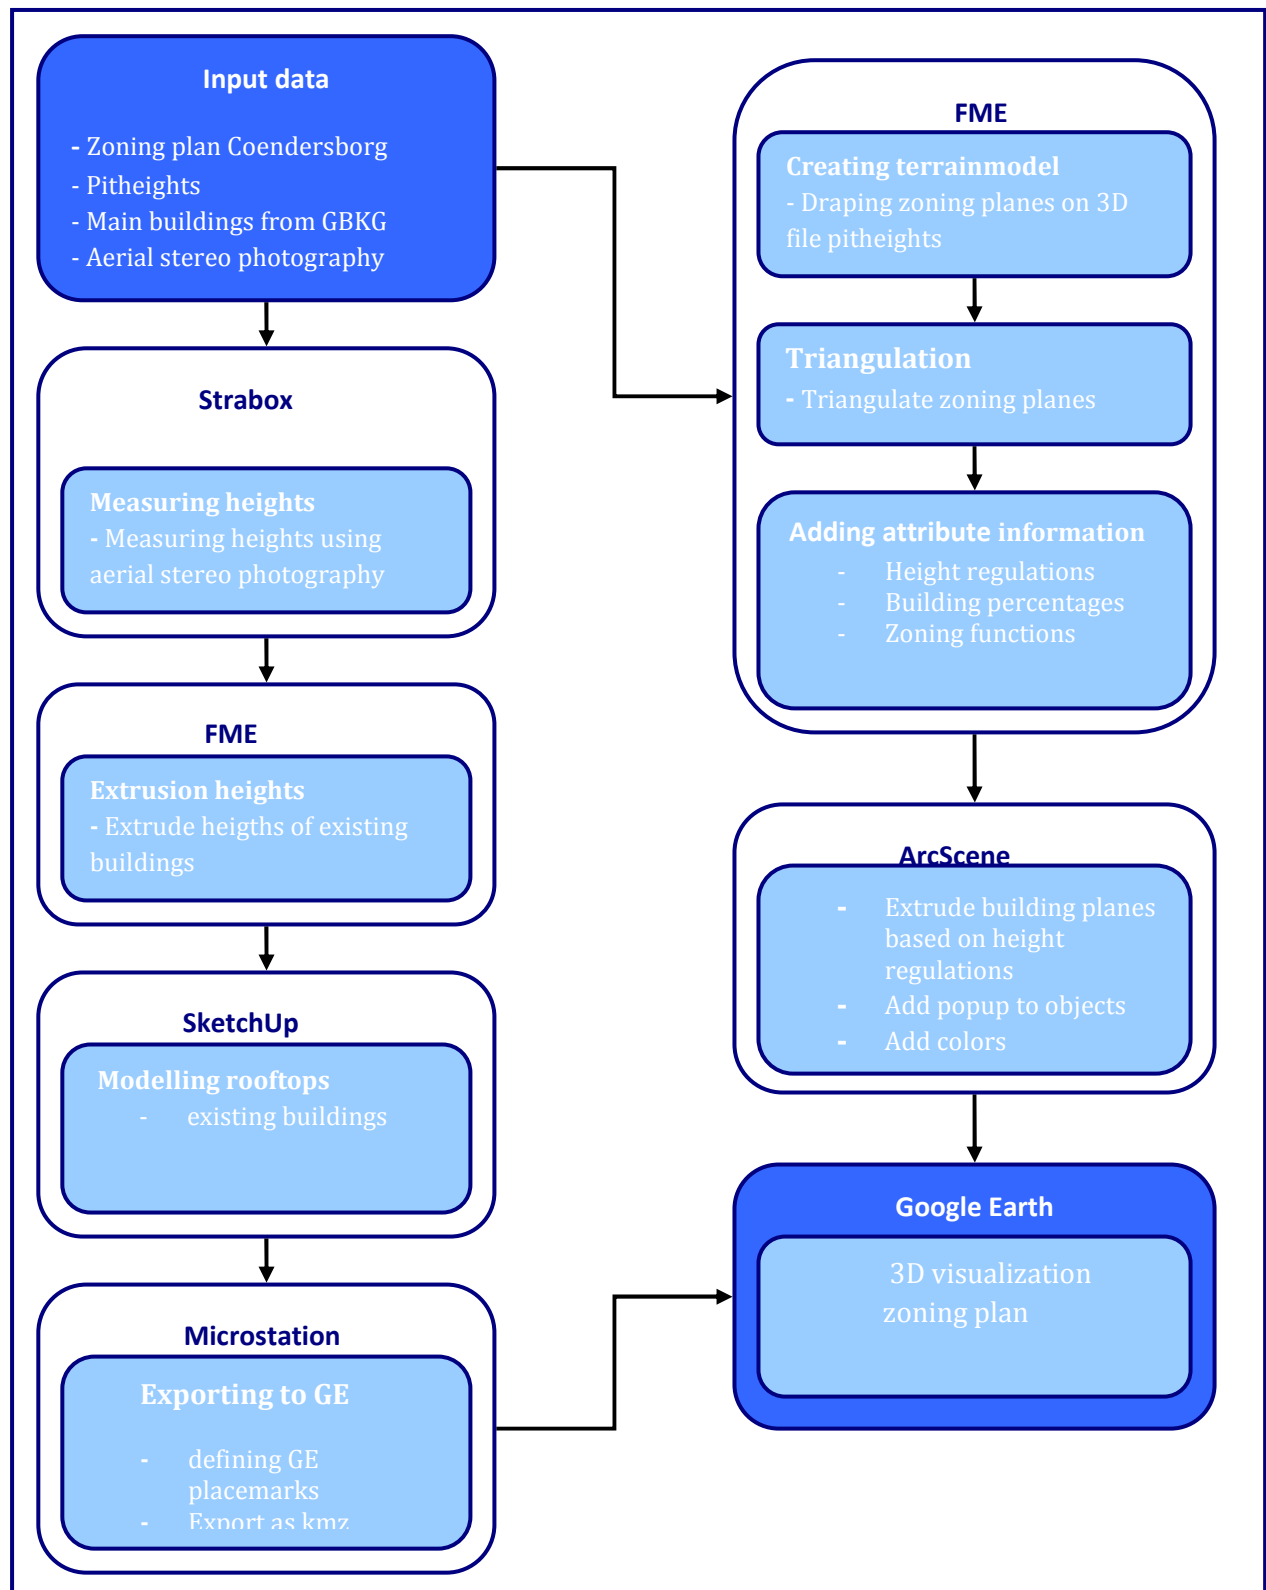 Input data
- Zoning plan Coendersborg
- Pitheights
- Main buildings from GBKG
- Aerial stereo photography
Strabox
Measuring heights
- Measuring heights using
aerial stereo photography
FME
Extrusion heights
- Extrude heigths of existing
buildings
SketchUp
Modelling rooftops
- existing buildings
Microstation
Exporting to GE
- defining GE
placemarks
- Export as kmz
FME
Creating terrainmodel
- Draping zoning planes on 3D
file pitheights
Triangulation
- Triangulate zoning planes
Adding attribute information
- Height regulations
- Building percentages
- Zoning functions
ArcScene
- Extrude building planes
based on height
regulations
- Add popup to objects
- Add colors
Google Earth
3D visualization
zoning plan